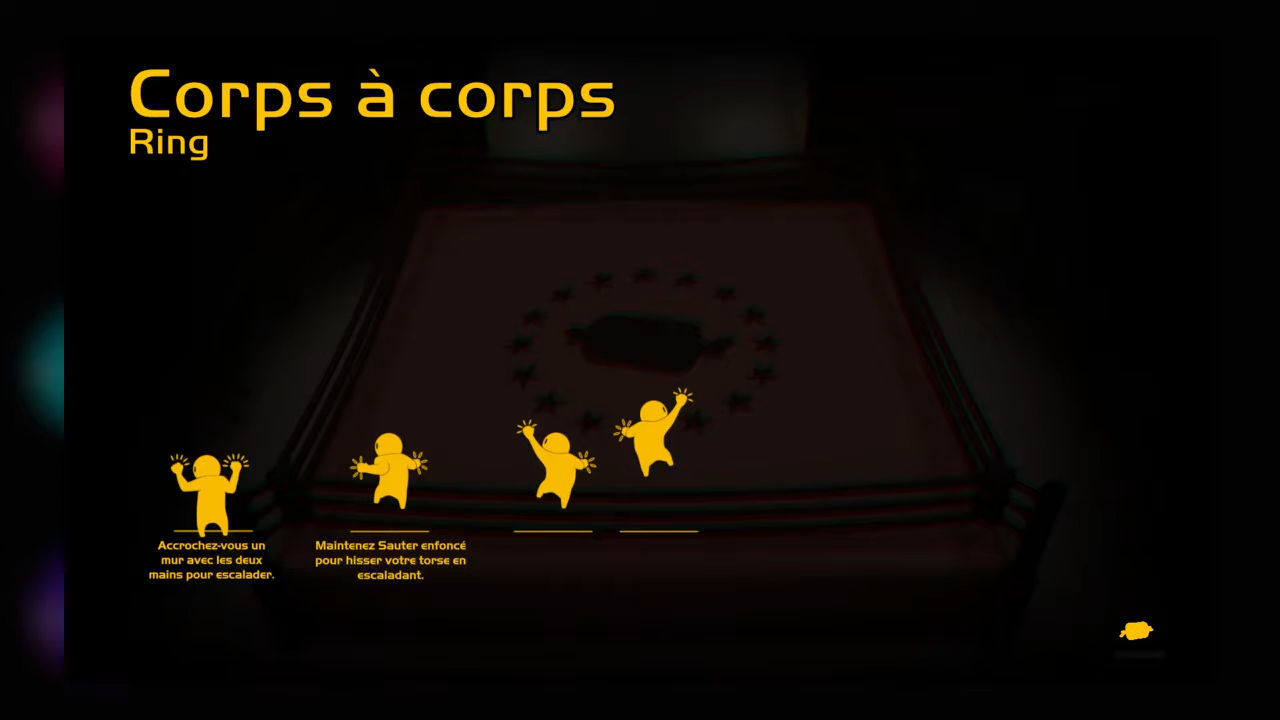 Corps à corps
Ring
Accrochez-vous un
mur avec les deux
mains pour escalader.
Maintenez Sauter enfoncé
pour hisser votre torse en
escaladant.